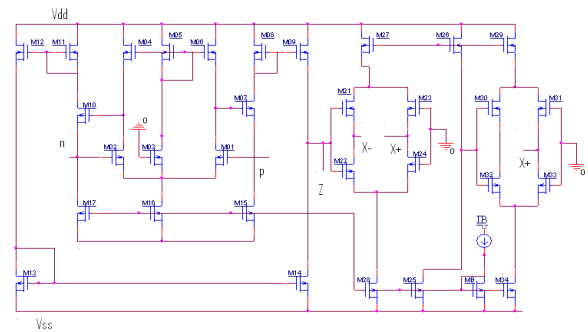 Vdd
M12 M11 M04 M05 M06 M08 M09 M27 M28 M29
M10 M07 M21 M23 M30 M31
0
n M02 M03 M01 p X- X+ M24 0 X+ 0
M22 Z M32 M33
M17 M16 M15
IB
M13 M14 M26 M25 MB M34
Vss